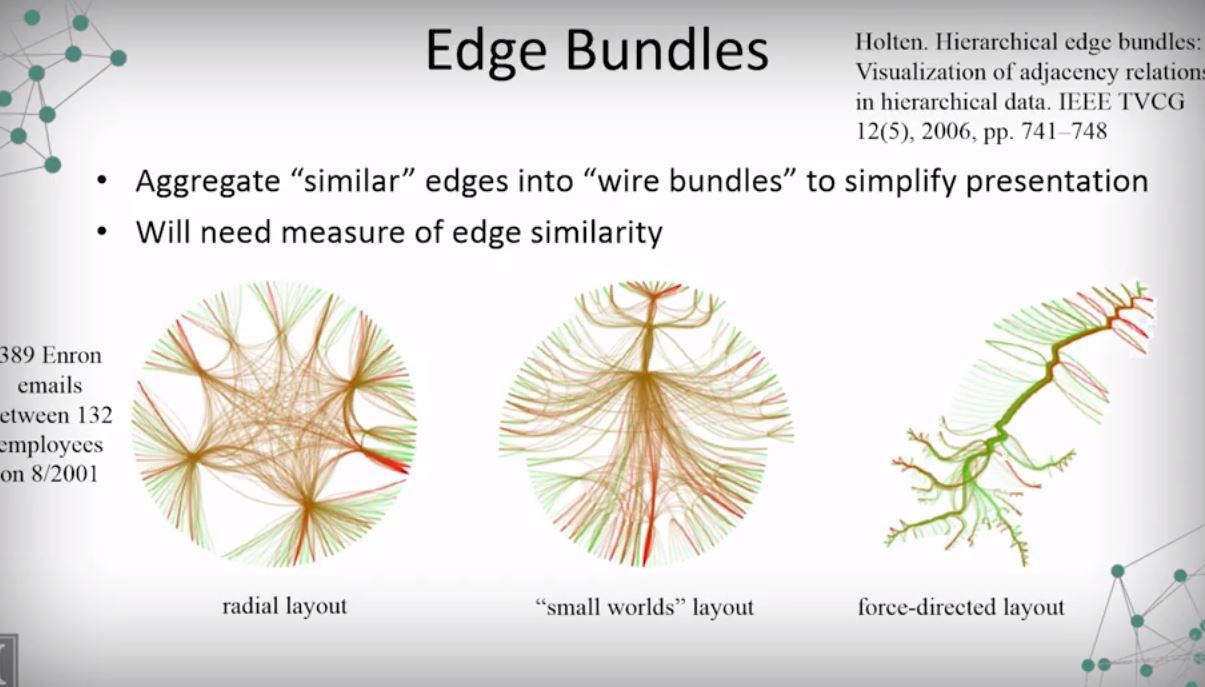 Edge Bundles
Holten. Hierarchical edge bundles:
Visualization of adjacency relations
in hierarchical data. IEEE TVCG
12(5), 2006, pp. 741–748
• Aggregate “similar” edges into “wire bundles” to simplify presentation
• Will need measure of edge similarity
389 Enron
emails
etween 132
employees
on 8/2001
radial layout
“small worlds” layout
force-directed layout